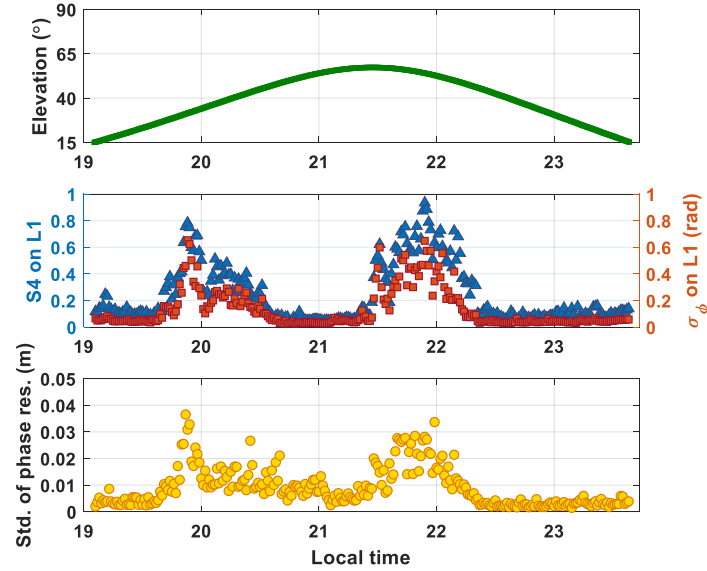 Elevation (°)
90
65
40
15
19 20 21 22 23
S4 on L1
σϕ on L1 (rad)
1 1
0.8 0.8
0.6 0.6
0.4 0.4
0.2 0.2
0 0
19 20 21 22 23
Std. of phase res. (m)
0.05
0.04
0.03
0.02
0.01
0
19 20 21 22 23
Local time